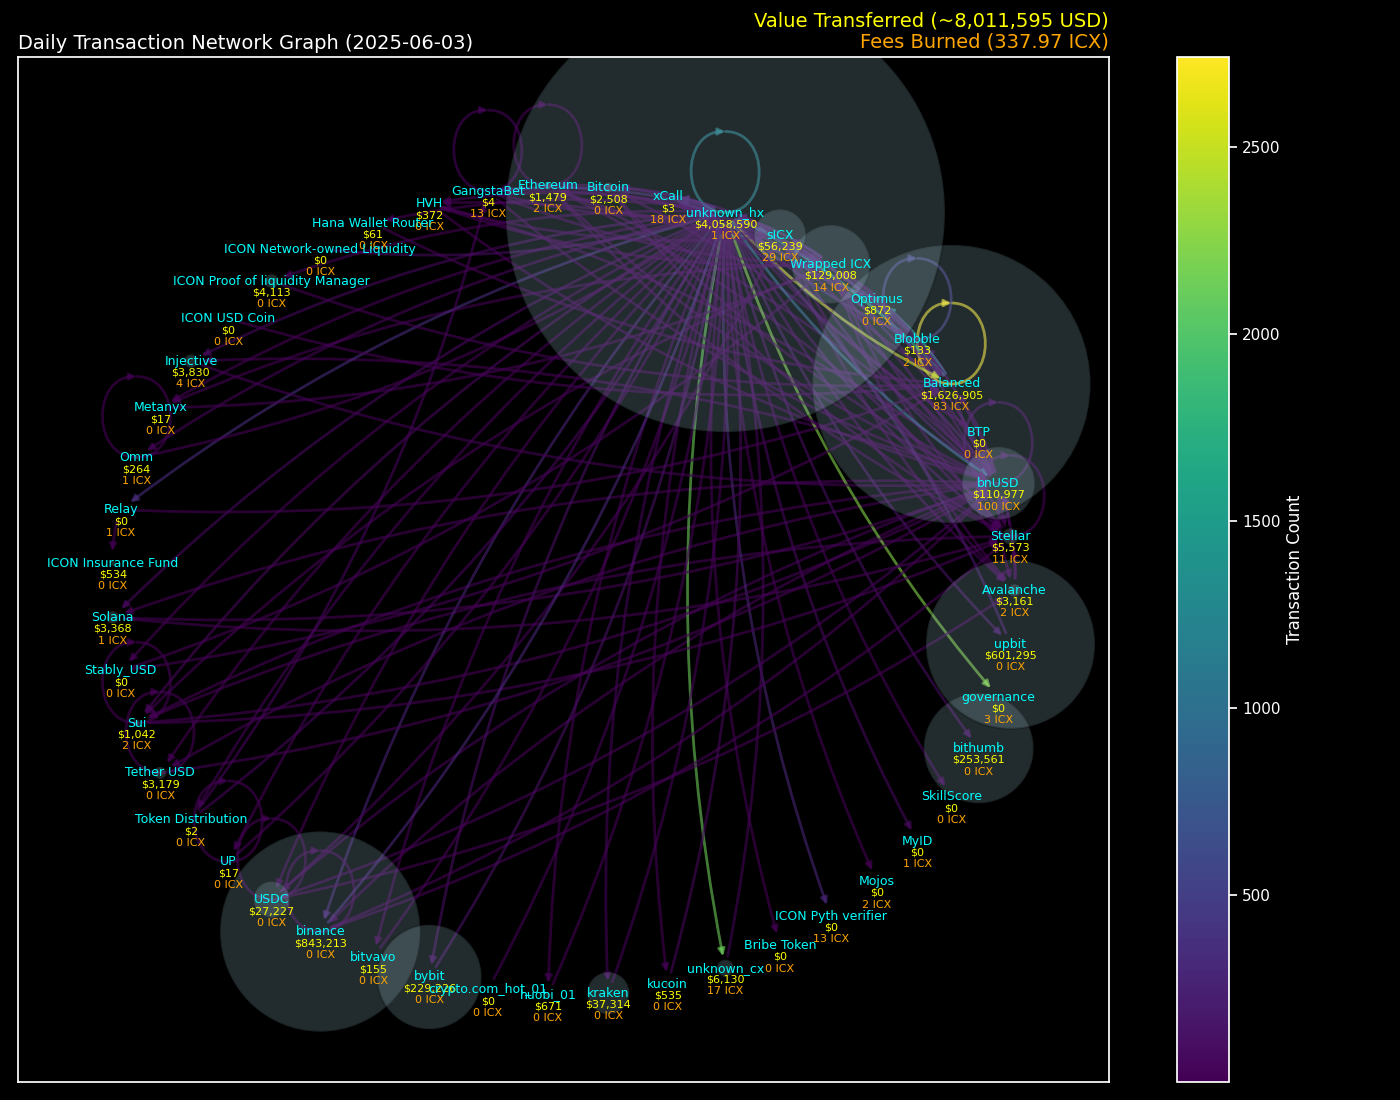 Value Transferred (~8,011,595 USD)
Daily Transaction Network Graph (2025-06-03)
Fees Burned (337.97 ICX)
GangstaBet
$4
13 ICX
Ethereum
$1,479
2 ICX
Bitcoin
$2,508
0 ICX
xCall
$3
18 ICX
unknown_hx
$4,058,590
1 ICX
HVH
$372
0 ICX
Hana Wallet Router
$61
0 ICX
sICX
$56,239
29 ICX
ICON Network-owned Liquidity
$0
0 ICX
Wrapped ICX
$129,008
14 ICX
ICON Proof of liquidity Manager
$4,113
0 ICX
Optimus
$872
0 ICX
ICON USD Coin
$0
0 ICX
Blobble
$133
2 ICX
Injective
$3,830
4 ICX
Balanced
$1,626,905
83 ICX
Metanyx
$17
0 ICX
BTP
$0
0 ICX
Omm
$264
1 ICX
bnUSD
$110,977
100 ICX
Relay
$0
1 ICX
Stellar
$5,573
11 ICX
ICON Insurance Fund
$534
0 ICX
Avalanche
$3,161
2 ICX
Solana
$3,368
1 ICX
upbit
$601,295
0 ICX
Stably_USD
$0
0 ICX
governance
$0
3 ICX
Sui
$1,042
2 ICX
bithumb
$253,561
0 ICX
Tether USD
$3,179
0 ICX
SkillScore
$0
0 ICX
Token Distribution
$2
0 ICX
MyID
$0
1 ICX
UP
$17
0 ICX
Mojos
$0
2 ICX
USDC
$27,227
0 ICX
ICON Pyth verifier
$0
13 ICX
binance
$843,213
0 ICX
Bribe Token
$0
0 ICX
bitvavo
$155
0 ICX
unknown_cx
$6,130
17 ICX
bybit
$229,226
0 ICX
crypto.com_hot_01
$0
0 ICX
huobi_01
$671
0 ICX
kraken
$37,314
0 ICX
kucoin
$535
0 ICX
2500
2000
1500
1000
500
Transaction Count